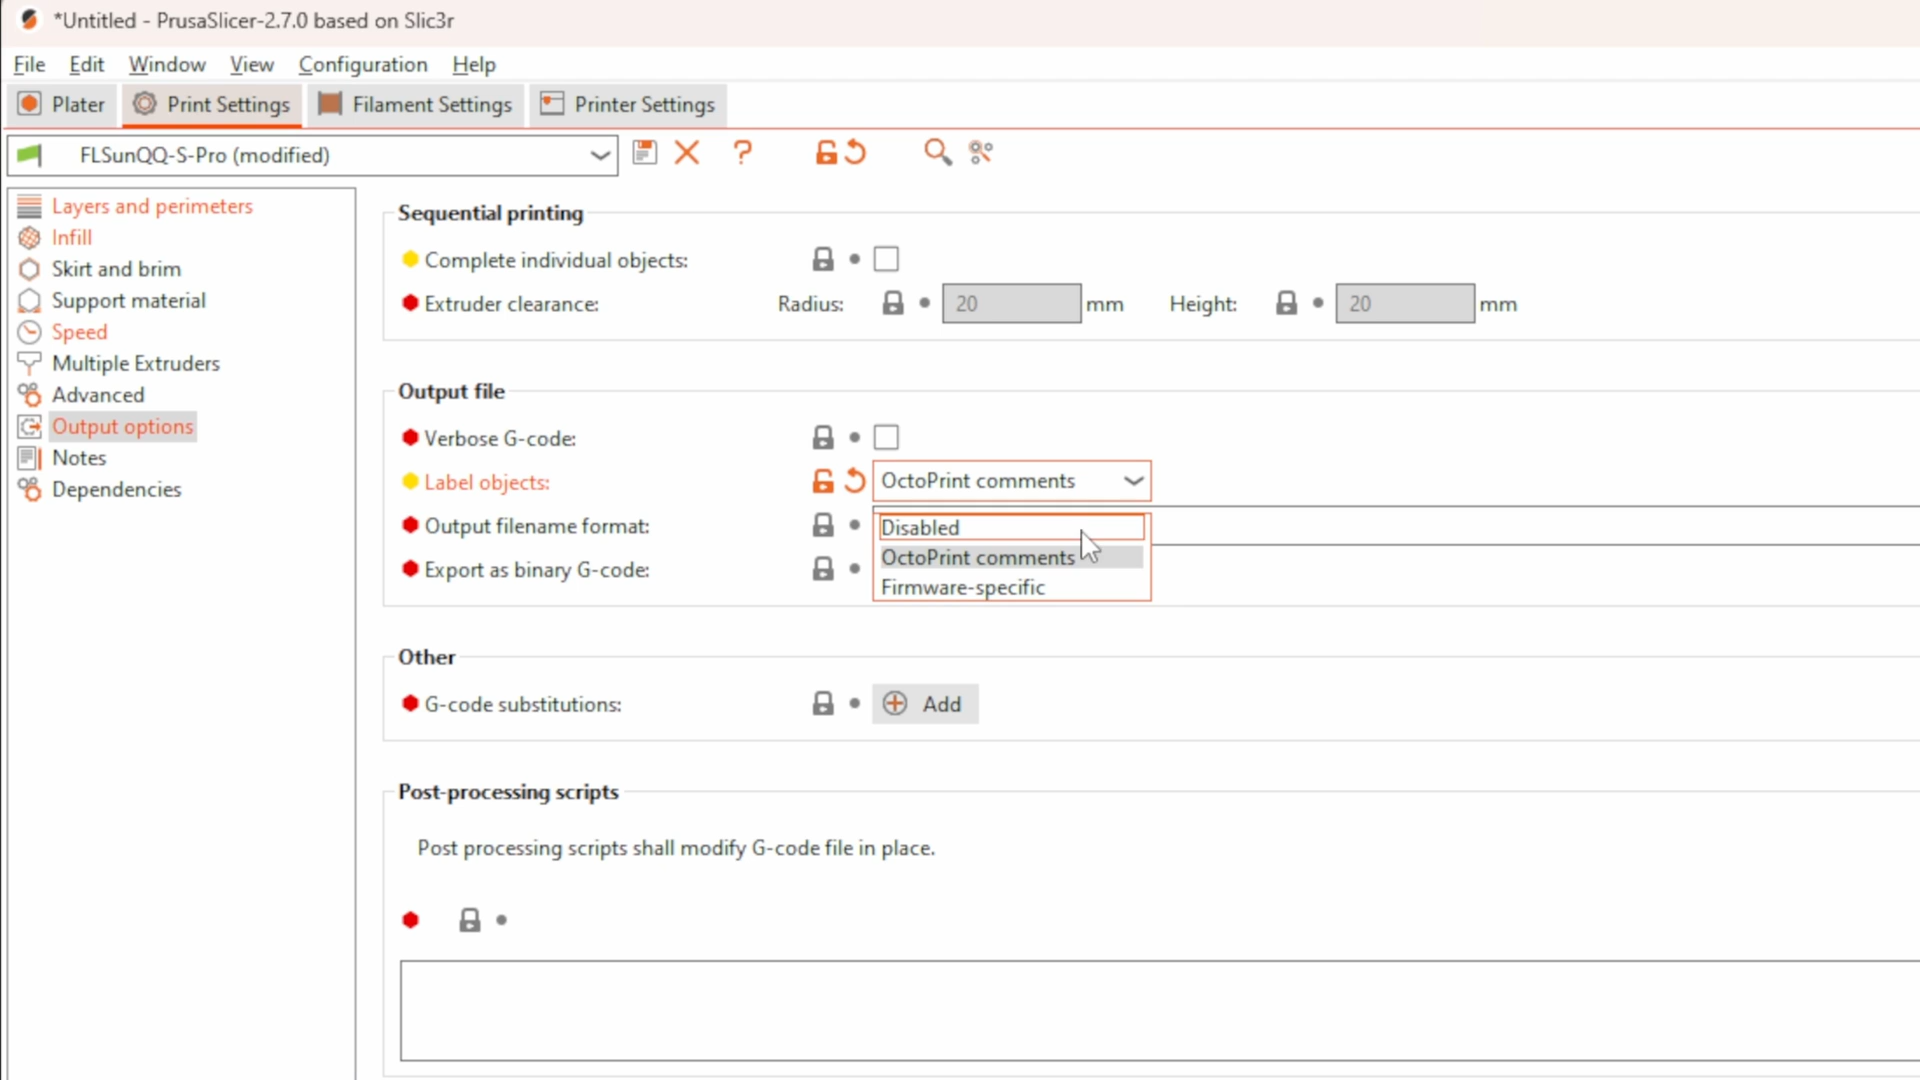 *Untitled - PrusaSlicer-2.7.0 based on Slic3r
File Edit Window View Configuration Help
Plater Print Settings Filament Settings Printer Settings
FLSunQQ-S-Pro (modified)
Layers and perimeters
Infill
Skirt and brim
Support material
Speed
Multiple Extruders
Advanced
Output options
Notes
Dependencies
Sequential printing
Complete individual objects:
Extruder clearance: Radius: 20 mm Height: 20 mm
Output file
Verbose G-code:
Label objects: OctoPrint comments
Output filename format:
Export as binary G-code:
Disabled
OctoPrint comments
Firmware-specific
Other
G-code substitutions: Add
Post-processing scripts
Post processing scripts shall modify G-code file in place.